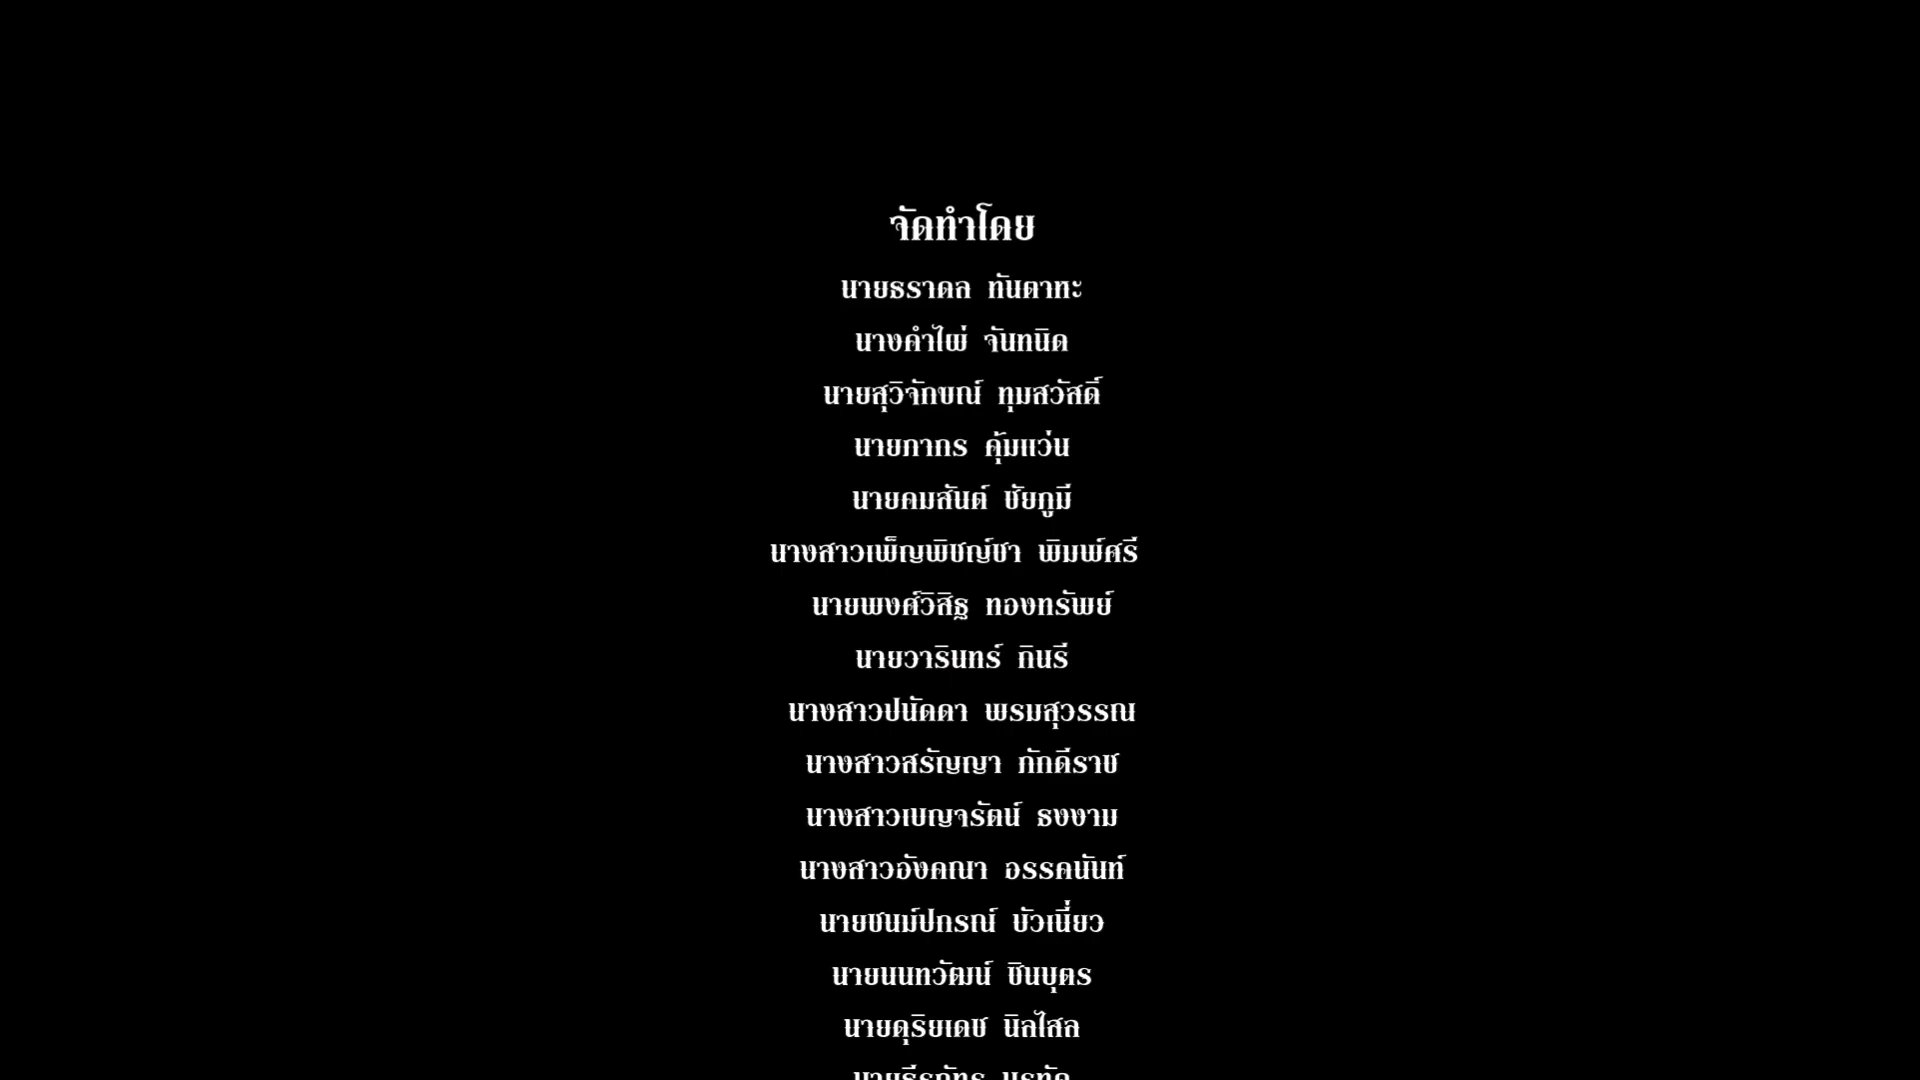 จัดทำโดย
นายธราดล ทันตาทะ
นางคำไผ่ จันทนิด
นายสุวิจักขณ์ ทุมสวัสดิ์
นายภากร คุ้มแว่น
นายคมสันต์ ชัยภูมี
นางสาวเพ็ญพิชญ์ชา พิมพ์ศรี
นายพงศ์วิสิฐ ทองทรัพย์
นายวารินทร์ กินรี
นางสาวปนัดดา พรมสุวรรณ
นางสาวสรัญญา ภักดีราช
นางสาวเบญจรัตน์ ธงงาม
นางสาวอังคณา อรรคนันท์
นายชนม์ปกรณ์ บัวเนี่ยว
นายนนทวัฒน์ ชินบุตร
นายดุริยเดช นิลไสล